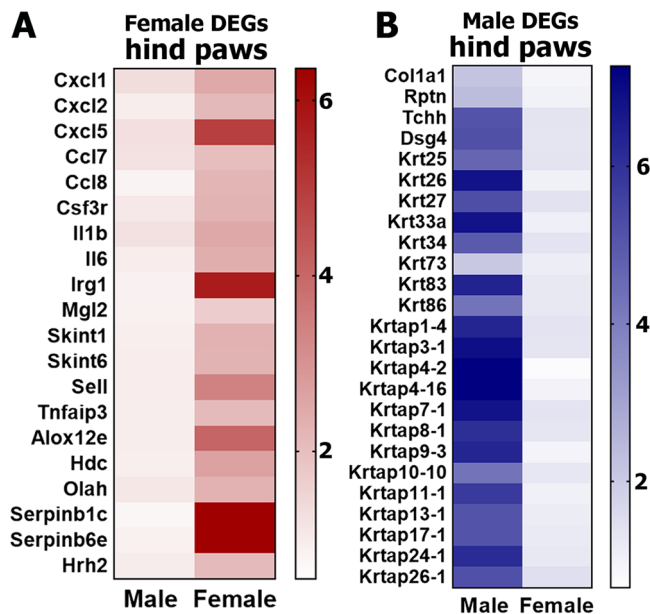 A
Female DEGs
hind paws
Cxcl1
Cxcl2
Cxcl5
Ccl7
Ccl8
Csf3r
Il1b
Il6
Irg1
Mgl2
Skint1
Skint6
Sell
Tnfaip3
Alox12e
Hdc
Olah
Serpinb1c
Serpinb6e
Hrh2
Male Female
6
4
2
B
Male DEGs
hind paws
Col1a1
Rptn
Tchh
Dsg4
Krt25
Krt26
Krt27
Krt33a
Krt34
Krt73
Krt83
Krt86
Krtap1-4
Krtap3-1
Krtap4-2
Krtap4-16
Krtap7-1
Krtap8-1
Krtap9-3
Krtap10-10
Krtap11-1
Krtap13-1
Krtap17-1
Krtap24-1
Krtap26-1
Male Female
6
4
2